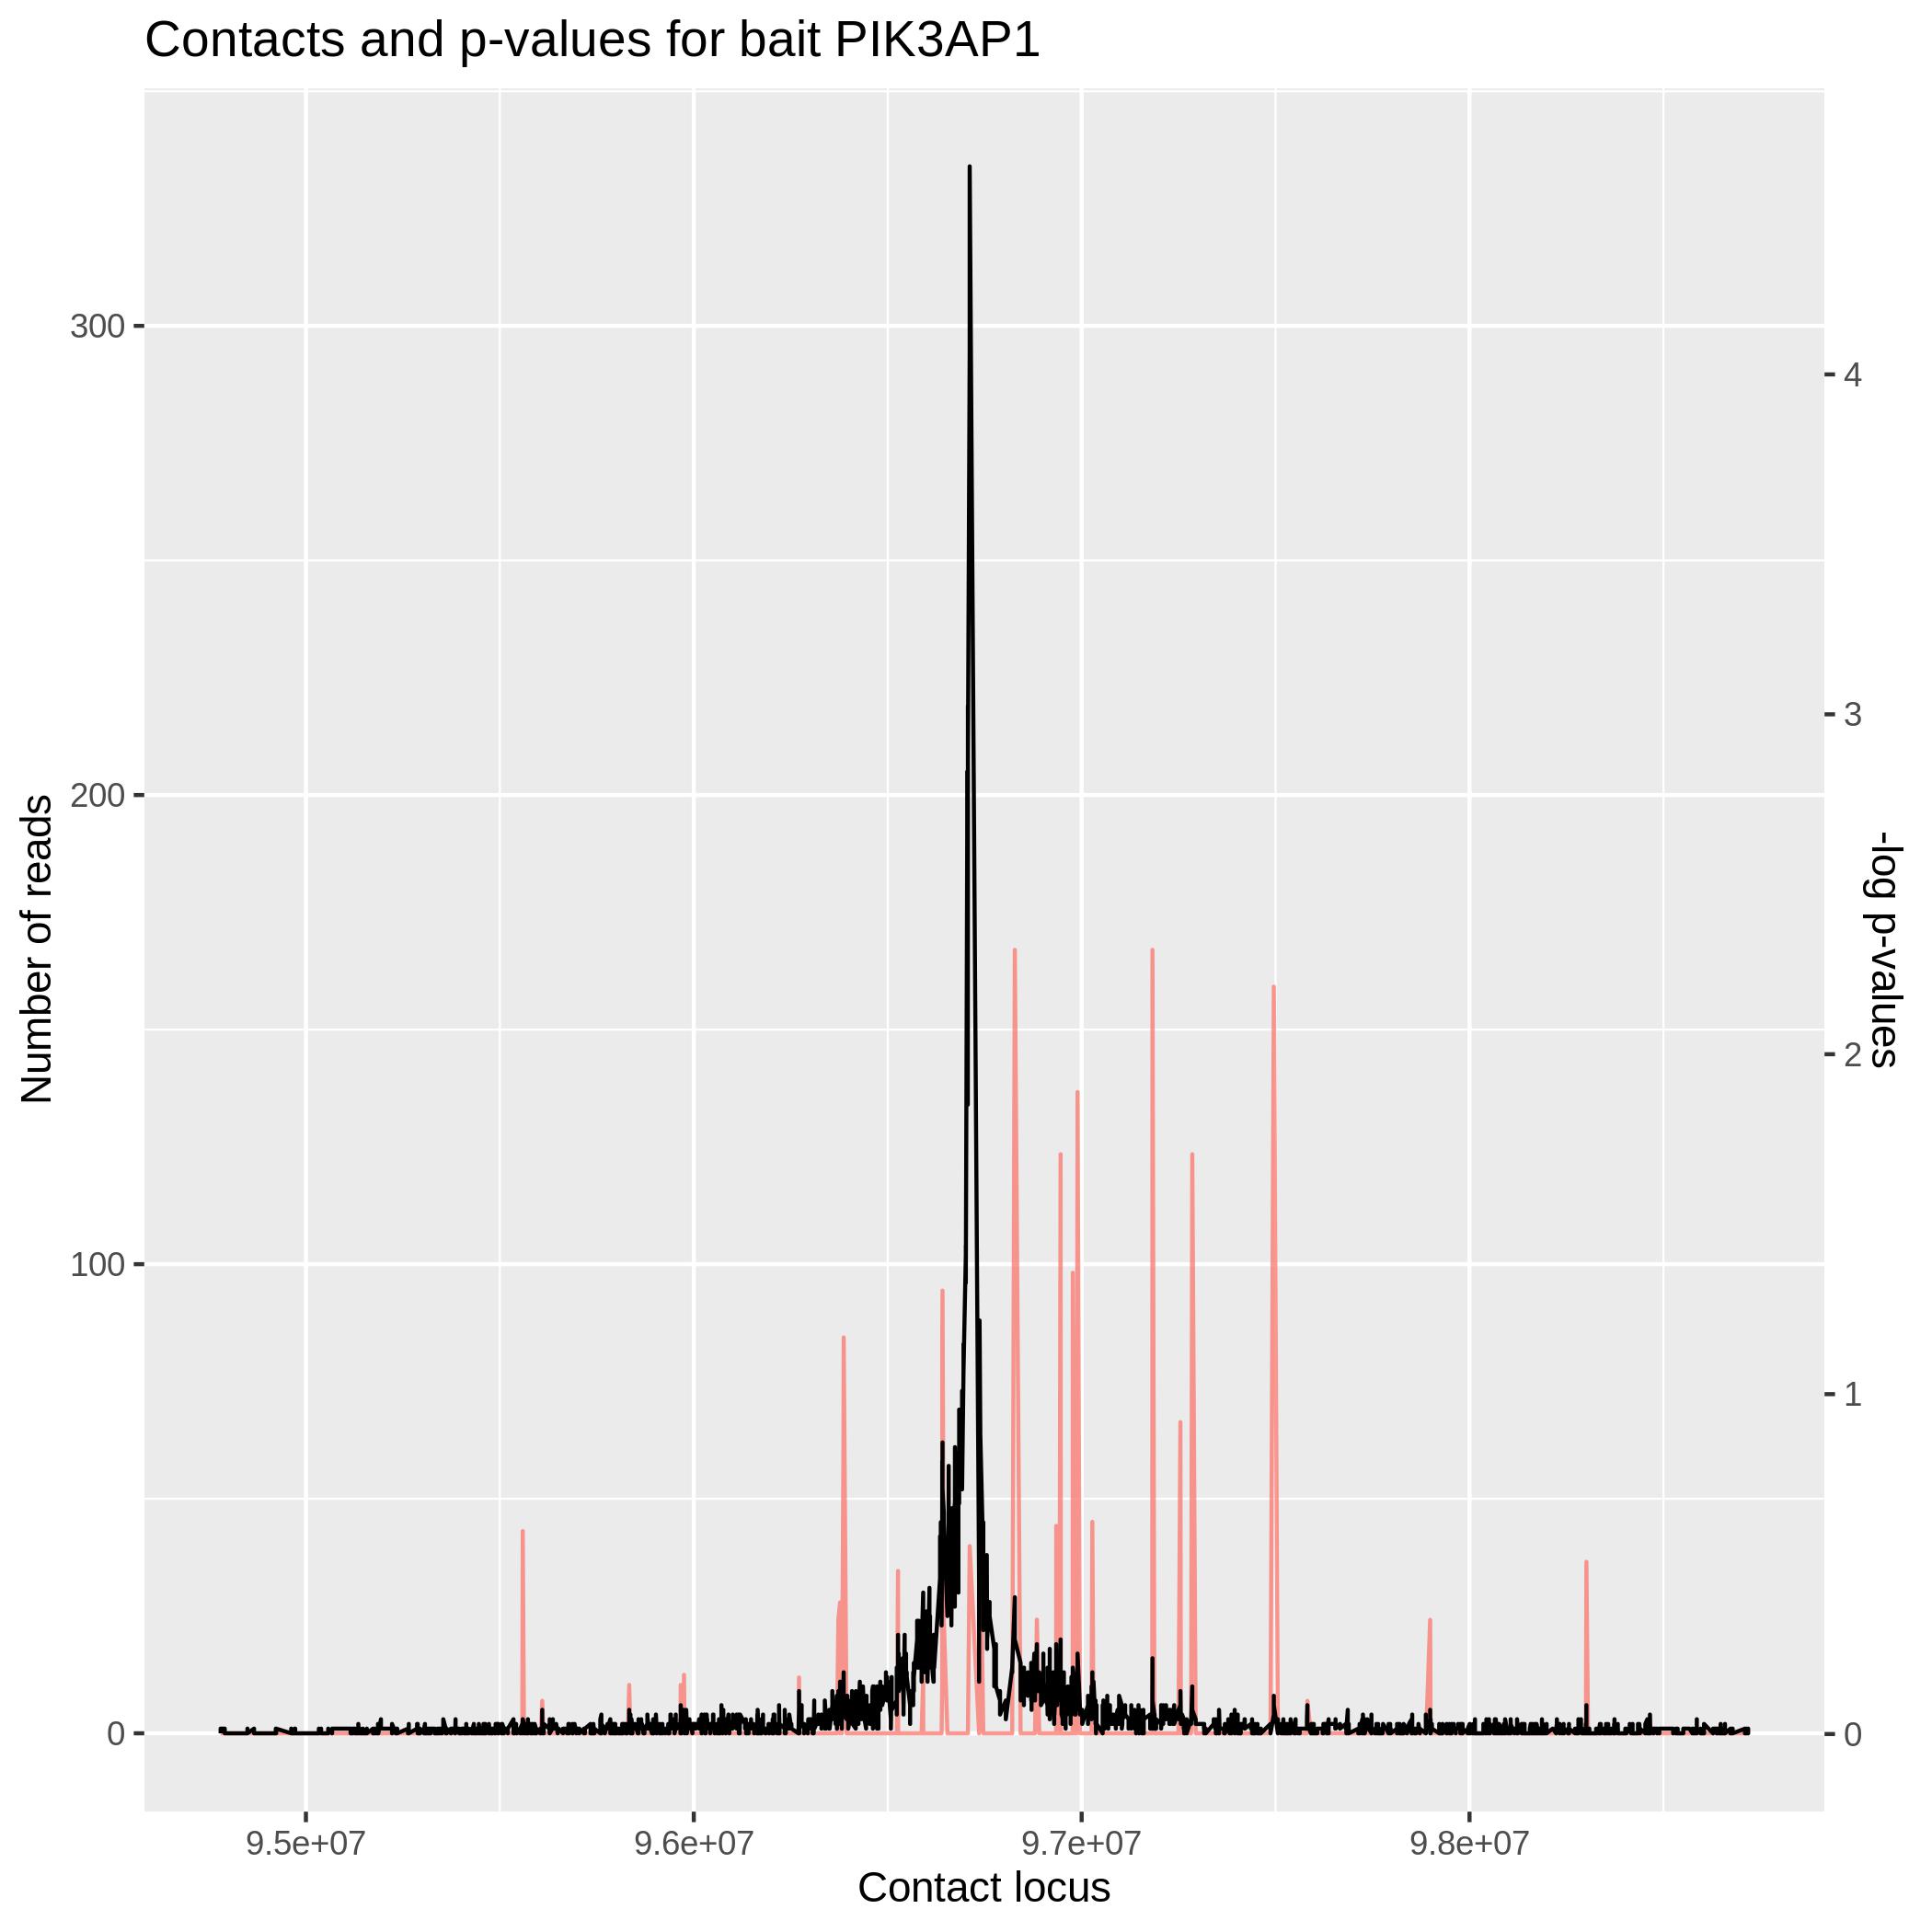 Contacts and p-values for bait PIK3AP1
300
200
100
0
4
3
2
1
0
Number of reads
-log p-values
9.5e+07
9.6e+07
9.7e+07
9.8e+07
Contact locus